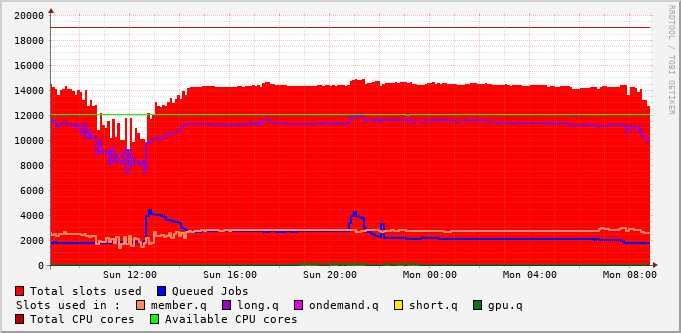 20000
18000
16000
14000
12000
10000
8000
6000
4000
2000
0
Sun 12:00 Sun 16:00 Sun 20:00 Mon 00:00 Mon 04:00 Mon 08:00
RRDTOOL / TOBI OETIKER
Total slots used Queued Jobs
Slots used in : member.q long.q ondemand.q short.q gpu.q
Total CPU cores Available CPU cores